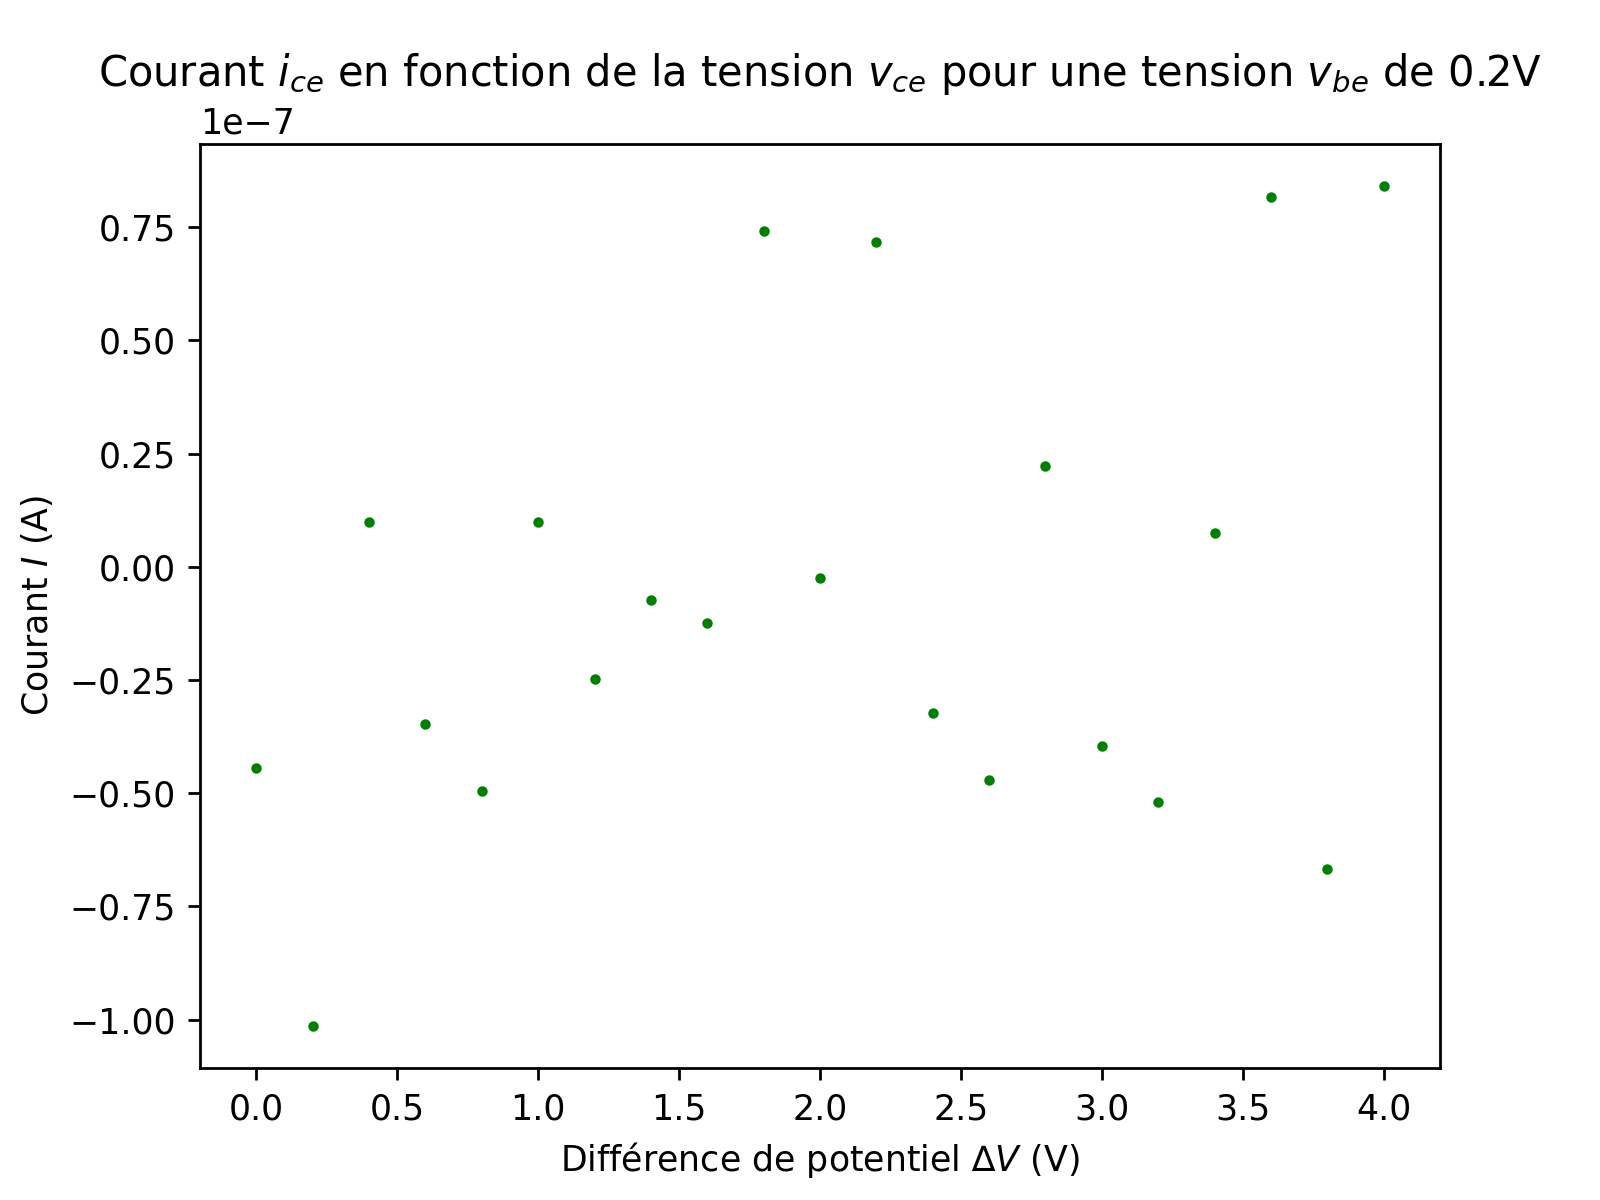 Courant i_ce en fonction de la tension v_ce pour une tension v_be de 0.2V
1e−7
0.75
0.50
0.25
0.00
−0.25
−0.50
−0.75
−1.00
Courant I (A)
0.0 0.5 1.0 1.5 2.0 2.5 3.0 3.5 4.0
Différence de potentiel ΔV (V)